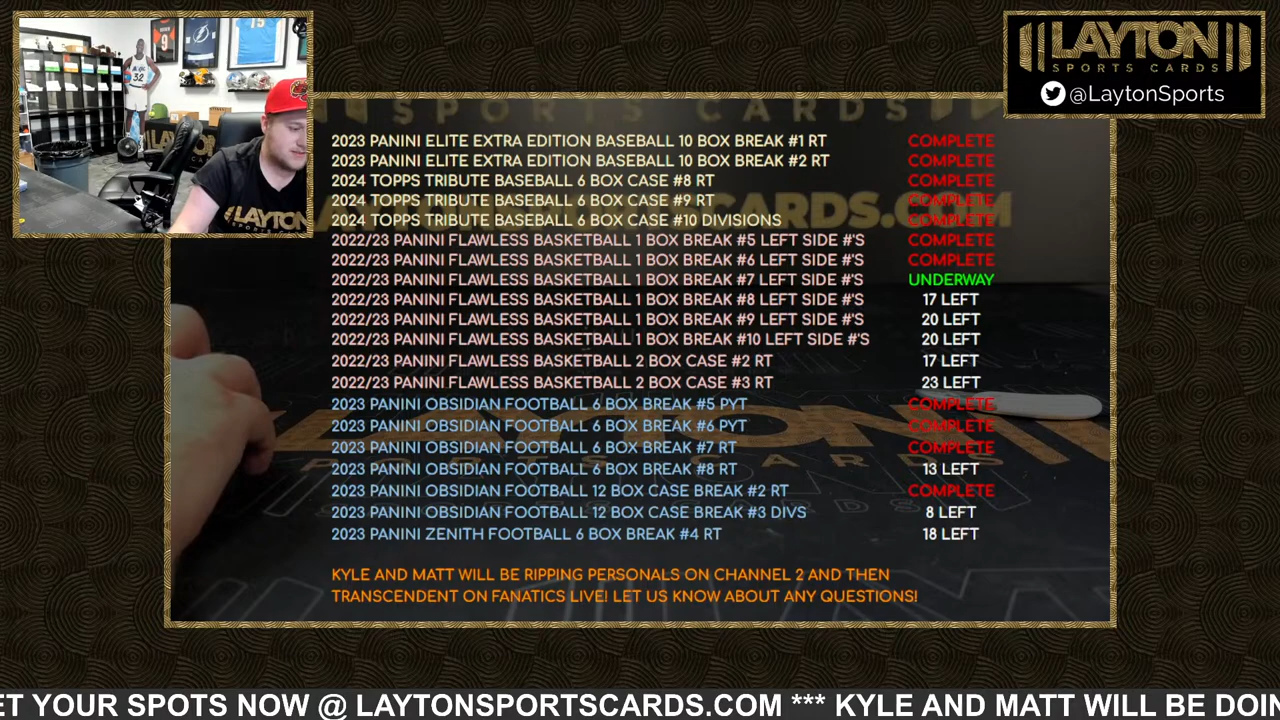 LAYTON
SPORTS CARDS
@LaytonSports
9
32
LAYTON
NSPORTS CARDS
2023 PANINI ELITE EXTRA EDITION BASEBALL 10 BOX BREAK #1 RT COMPLETE
2023 PANINI ELITE EXTRA EDITION BASEBALL 10 BOX BREAK #2 RT COMPLETE
2024 TOPPS TRIBUTE BASEBALL 6 BOX CASE #8 RT COMPLETE
2024 TOPPS TRIBUTE BASEBALL 6 BOX CASE #9 RT COMPLETE
2024 TOPPS TRIBUTE BASEBALL 6 BOX CASE #10 DIVISIONS COMPLETE
2022/23 PANINI FLAWLESS BASKETBALL 1 BOX BREAK #5 LEFT SIDE #'S COMPLETE
2022/23 PANINI FLAWLESS BASKETBALL 1 BOX BREAK #6 LEFT SIDE #'S COMPLETE
2022/23 PANINI FLAWLESS BASKETBALL 1 BOX BREAK #7 LEFT SIDE #'S UNDERWAY
2022/23 PANINI FLAWLESS BASKETBALL 1 BOX BREAK #8 LEFT SIDE #'S 17 LEFT
2022/23 PANINI FLAWLESS BASKETBALL 1 BOX BREAK #9 LEFT SIDE #'S 20 LEFT
2022/23 PANINI FLAWLESS BASKETBALL 1 BOX BREAK #10 LEFT SIDE #'S 20 LEFT
2022/23 PANINI FLAWLESS BASKETBALL 2 BOX CASE #2 RT 17 LEFT
2022/23 PANINI FLAWLESS BASKETBALL 2 BOX CASE #3 RT 23 LEFT
2023 PANINI OBSIDIAN FOOTBALL 6 BOX BREAK #5 PYT COMPLETE
2023 PANINI OBSIDIAN FOOTBALL 6 BOX BREAK #6 PYT COMPLETE
2023 PANINI OBSIDIAN FOOTBALL 6 BOX BREAK #7 RT COMPLETE
2023 PANINI OBSIDIAN FOOTBALL 6 BOX BREAK #8 RT 13 LEFT
2023 PANINI OBSIDIAN FOOTBALL 12 BOX CASE BREAK #2 RT COMPLETE
2023 PANINI OBSIDIAN FOOTBALL 12 BOX CASE BREAK #3 DIVS 8 LEFT
2023 PANINI ZENITH FOOTBALL 6 BOX BREAK #4 RT 18 LEFT
KYLE AND MATT WILL BE RIPPING PERSONALS ON CHANNEL 2 AND THEN
TRANSCENDENT ON FANATICS LIVE! LET US KNOW ABOUT ANY QUESTIONS!
ET YOUR SPOTS NOW @ LAYTONSPORTSCARDS.COM *** KYLE AND MATT WILL BE DOIN